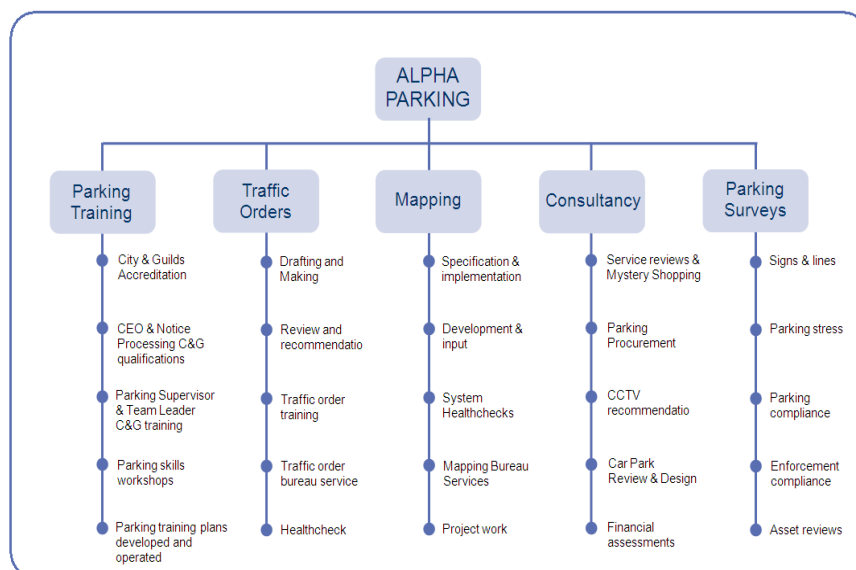 ALPHA
PARKING
Parking
Training
Traffic
Orders
Mapping
Consultancy
Parking
Surveys
City & Guilds
Accreditation
CEO & Notice
Processing C&G
qualifications
Parking Supervisor
& Team Leader
C&G training
Parking skills
workshops
Parking training plans
developed and
operated
Drafting and
Making
Review and
recommendatio
Traffic order
training
Traffic order
bureau service
Healthcheck
Specification &
implementation
Development &
input
System
Healthchecks
Mapping Bureau
Services
Project work
Service reviews &
Mystery Shopping
Parking
Procurement
CCTV
recommendatio
Car Park
Review & Design
Financial
assessments
Signs & lines
Parking stress
Parking
compliance
Enforcement
compliance
Asset reviews